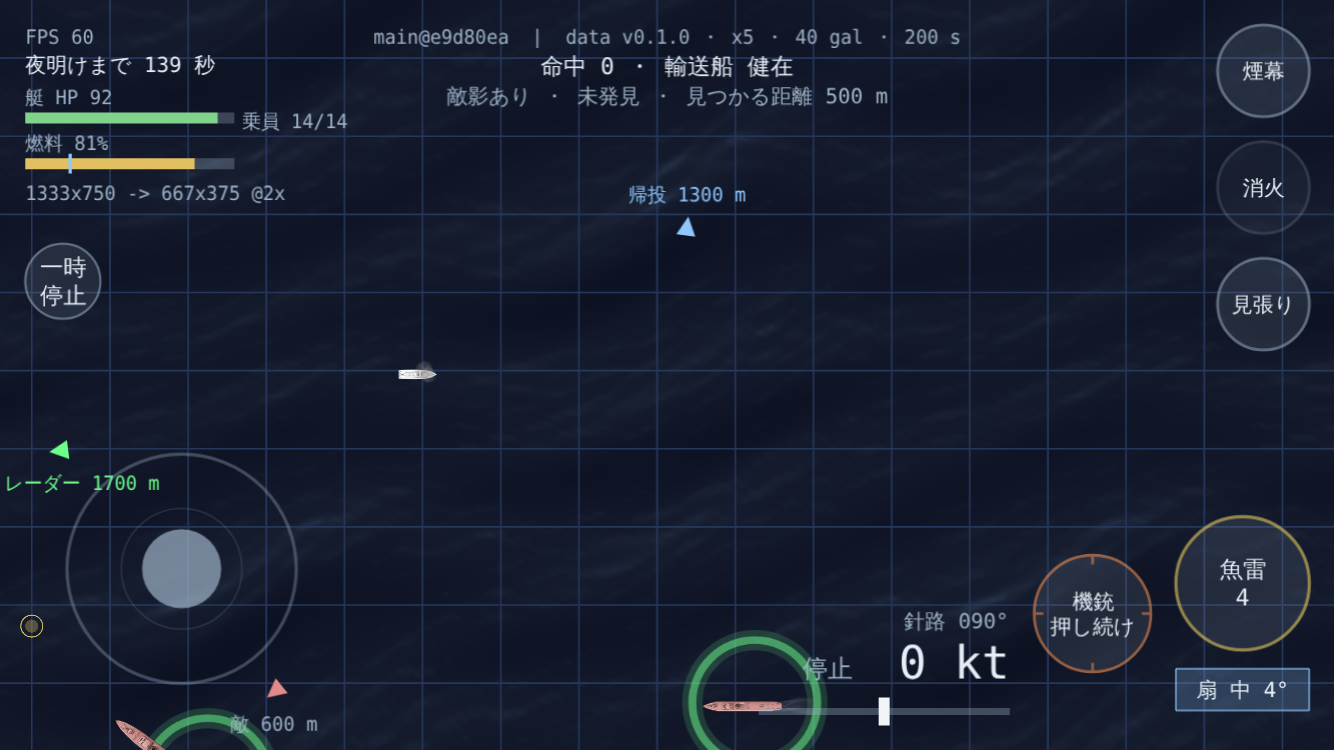 FPS 60
夜明けまで 139 秒
艇 HP 92
乗員 14/14
燃料 81%
1333x750 -> 667x375 @2x
main@e9d80ea | data v0.1.0 · x5 · 40 gal · 200 s
命中 0 · 輸送船 健在
敵影あり · 未発見 · 見つかる距離 500 m
帰投 1300 m
煙幕
消火
見張り
一時
停止
レーダー 1700 m
敵 600 m
針路 090°
停止 0 kt
機銃
押し続け
魚雷
4
扇 中 4°